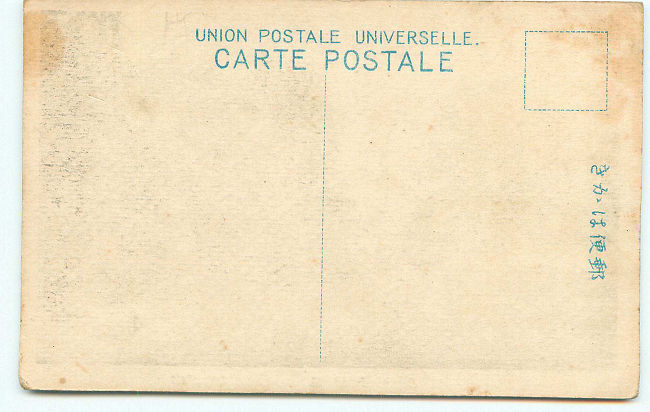 UNION POSTALE UNIVERSELLE.
CARTE POSTALE
きがは便郵